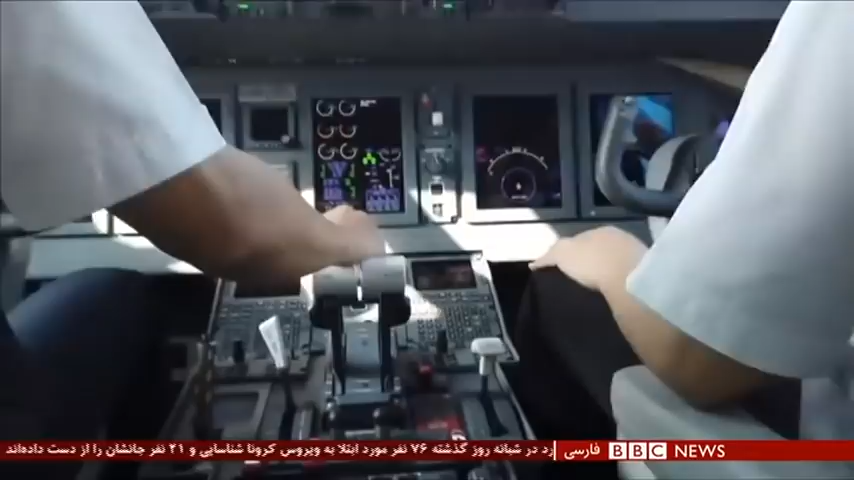 رد در شبانه روز گذشته ۷۶ نفر مورد ابتلا به ویروس کرونا شناسایی و ۲۱ نفر جانشان را از دست داده‌اند
فارسی BBC NEWS